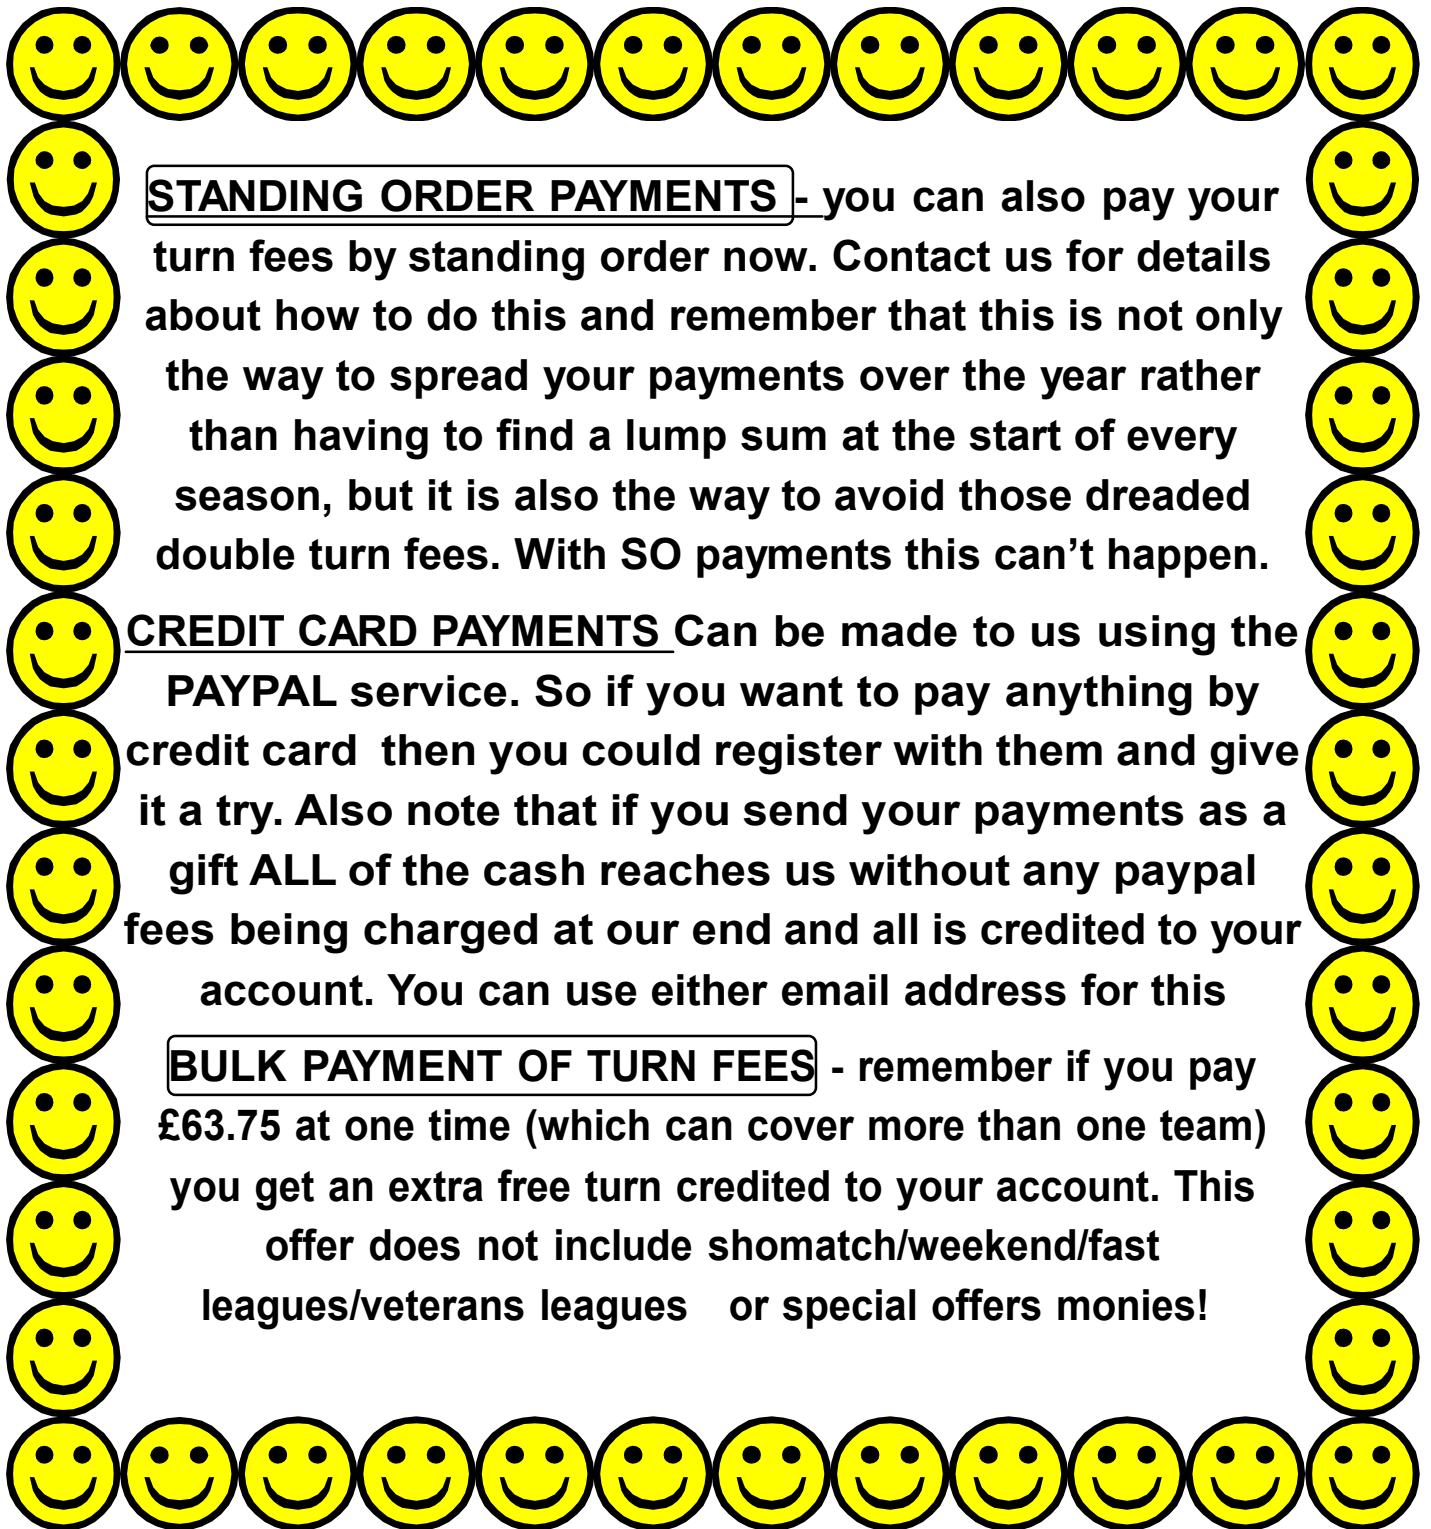 STANDING ORDER PAYMENTS - you can also pay your
turn fees by standing order now. Contact us for details
about how to do this and remember that this is not only
the way to spread your payments over the year rather
than having to find a lump sum at the start of every
season, but it is also the way to avoid those dreaded
double turn fees. With SO payments this can’t happen.
CREDIT CARD PAYMENTS Can be made to us using the
PAYPAL service. So if you want to pay anything by
credit card  then you could register with them and give
it a try. Also note that if you send your payments as a
gift ALL of the cash reaches us without any paypal
fees being charged at our end and all is credited to your
account. You can use either email address for this
BULK PAYMENT OF TURN FEES - remember if you pay
£63.75 at one time (which can cover more than one team)
you get an extra free turn credited to your account. This
offer does not include shomatch/weekend/fast
leagues/veterans leagues   or special offers monies!